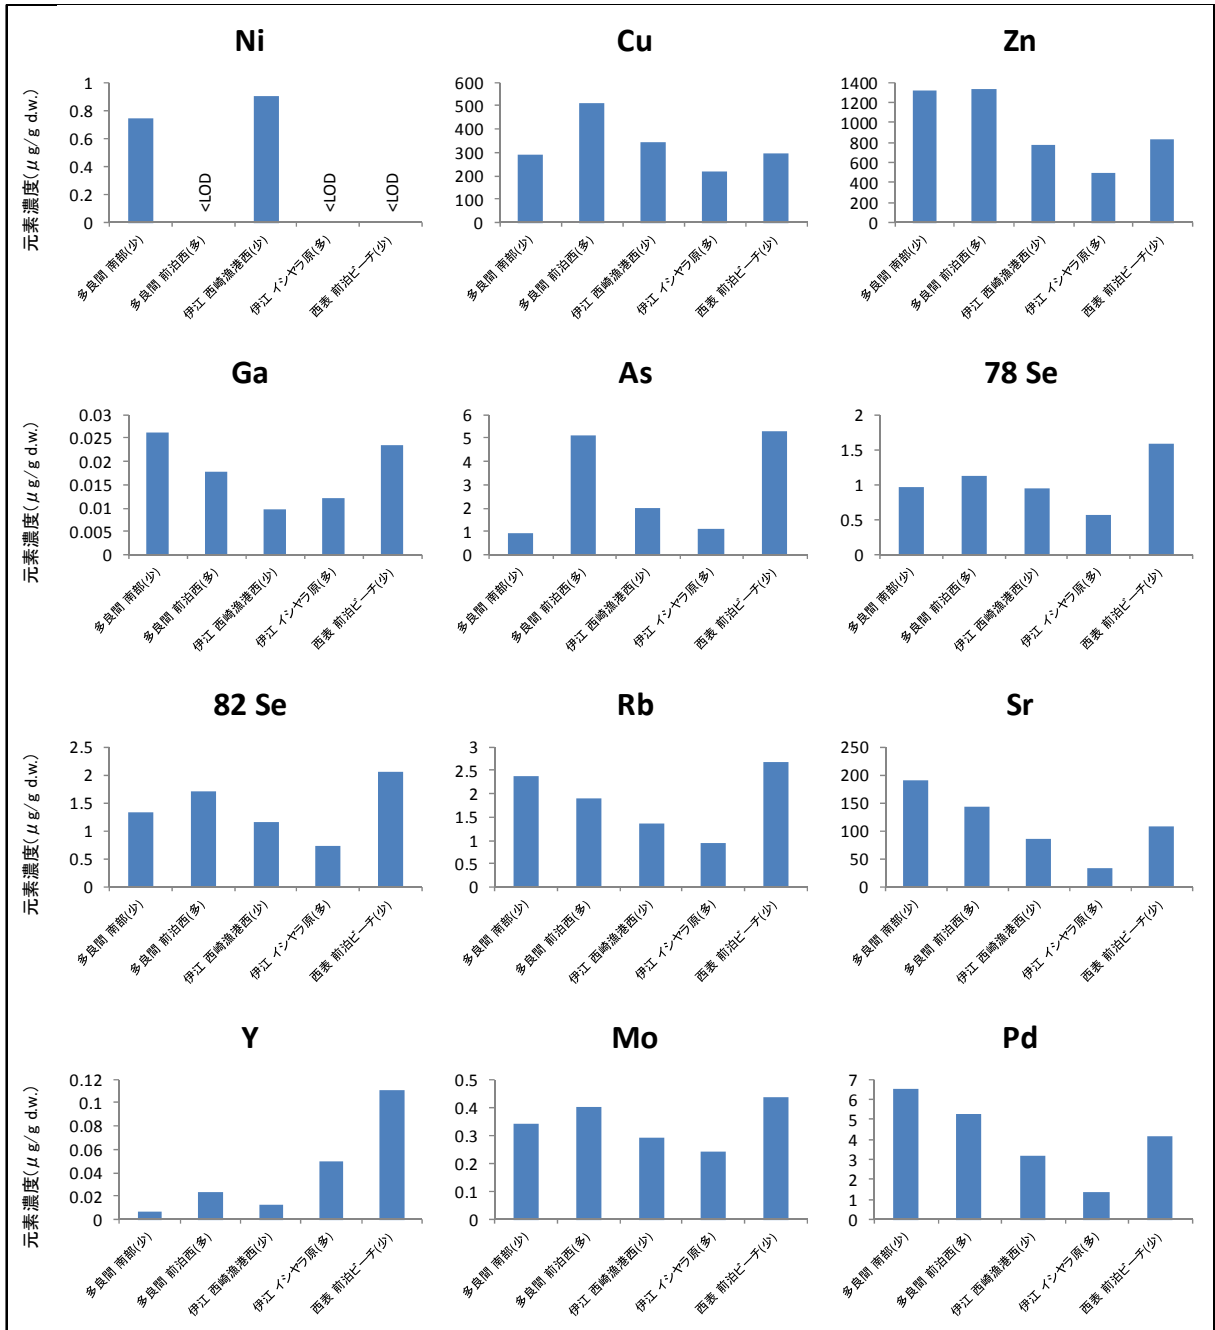 Ni
元素濃度(μg/g d.w.)
1
0.8
0.6
0.4
0.2
0
<LOD
<LOD
<LOD
多良間 南部(少)
多良間 前泊西(多)
伊江 西崎漁港西(少)
伊江 イシヤラ原(多)
西表 前泊ビーチ(少)
Cu
600
500
400
300
200
100
0
多良間 南部(少)
多良間 前泊西(多)
伊江 西崎漁港西(少)
伊江 イシヤラ原(多)
西表 前泊ビーチ(少)
Zn
1400
1200
1000
800
600
400
200
0
多良間 南部(少)
多良間 前泊西(多)
伊江 西崎漁港西(少)
伊江 イシヤラ原(多)
西表 前泊ビーチ(少)
Ga
元素濃度(μg/g d.w.)
0.03
0.025
0.02
0.015
0.01
0.005
0
多良間 南部(少)
多良間 前泊西(多)
伊江 西崎漁港西(少)
伊江 イシヤラ原(多)
西表 前泊ビーチ(少)
As
6
5
4
3
2
1
0
多良間 南部(少)
多良間 前泊西(多)
伊江 西崎漁港西(少)
伊江 イシヤラ原(多)
西表 前泊ビーチ(少)
78 Se
2
1.5
1
0.5
0
多良間 南部(少)
多良間 前泊西(多)
伊江 西崎漁港西(少)
伊江 イシヤラ原(多)
西表 前泊ビーチ(少)
82 Se
元素濃度(μg/g d.w.)
2.5
2
1.5
1
0.5
0
多良間 南部(少)
多良間 前泊西(多)
伊江 西崎漁港西(少)
伊江 イシヤラ原(多)
西表 前泊ビーチ(少)
Rb
3
2.5
2
1.5
1
0.5
0
多良間 南部(少)
多良間 前泊西(多)
伊江 西崎漁港西(少)
伊江 イシヤラ原(多)
西表 前泊ビーチ(少)
Sr
250
200
150
100
50
0
多良間 南部(少)
多良間 前泊西(多)
伊江 西崎漁港西(少)
伊江 イシヤラ原(多)
西表 前泊ビーチ(少)
Y
元素濃度(μg/g d.w.)
0.12
0.1
0.08
0.06
0.04
0.02
0
多良間 南部(少)
多良間 前泊西(多)
伊江 西崎漁港西(少)
伊江 イシヤラ原(多)
西表 前泊ビーチ(少)
Mo
0.5
0.4
0.3
0.2
0.1
0
多良間 南部(少)
多良間 前泊西(多)
伊江 西崎漁港西(少)
伊江 イシヤラ原(多)
西表 前泊ビーチ(少)
Pd
7
6
5
4
3
2
1
0
多良間 南部(少)
多良間 前泊西(多)
伊江 西崎漁港西(少)
伊江 イシヤラ原(多)
西表 前泊ビーチ(少)